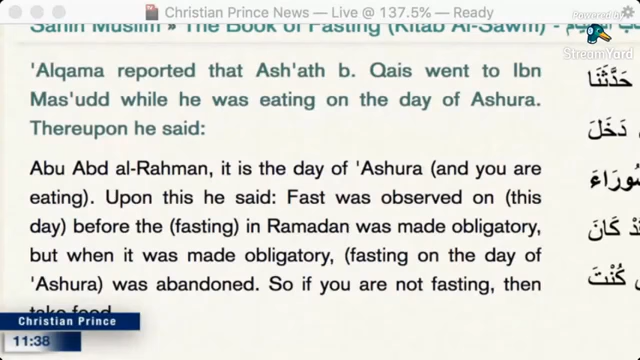 Christian Prince News — Live @ 137.5% — Ready
Powered by
StreamYard
Sahih Muslim » The Book of Fasting (Kitab Al-Sawm) -
'Alqama reported that Ash'ath b. Qais went to Ibn
Mas'udd while he was eating on the day of Ashura.
Thereupon he said:
Abu Abd al-Rahman, it is the day of 'Ashura (and you are
eating). Upon this he said: Fast was observed on (this
day) before the (fasting) in Ramadan was made obligatory,
but when it was made obligatory, (fasting on the day of
'Ashura) was abandoned. So if you are not fasting, then
take food
حَدَّثَنَا
دَخَلَ
كَانَ
كُنْتَ
Christian Prince
11:38